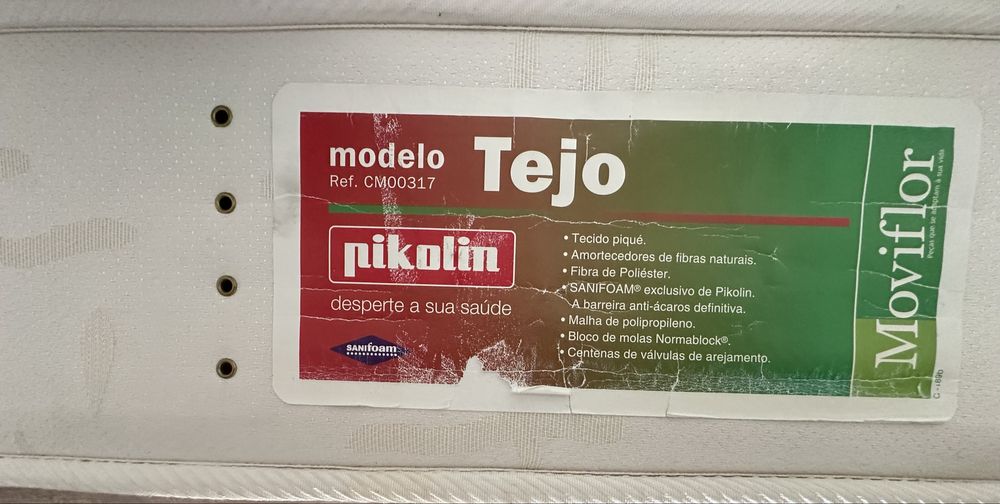 modelo Tejo
Ref. CM00317
pikolin
desperte a sua saúde
SANIfoam
• Tecido piqué.
• Amortecedores de fibras naturais.
• Fibra de Poliéster.
• SANIFOAM® exclusivo de Pikolin.
A barreira anti-ácaros definitiva.
• Malha de polipropileno.
• Bloco de molas Normablock®.
• Centenas de válvulas de arejamento.
Moviflor
Peças que se adaptam à sua vida
C-189b